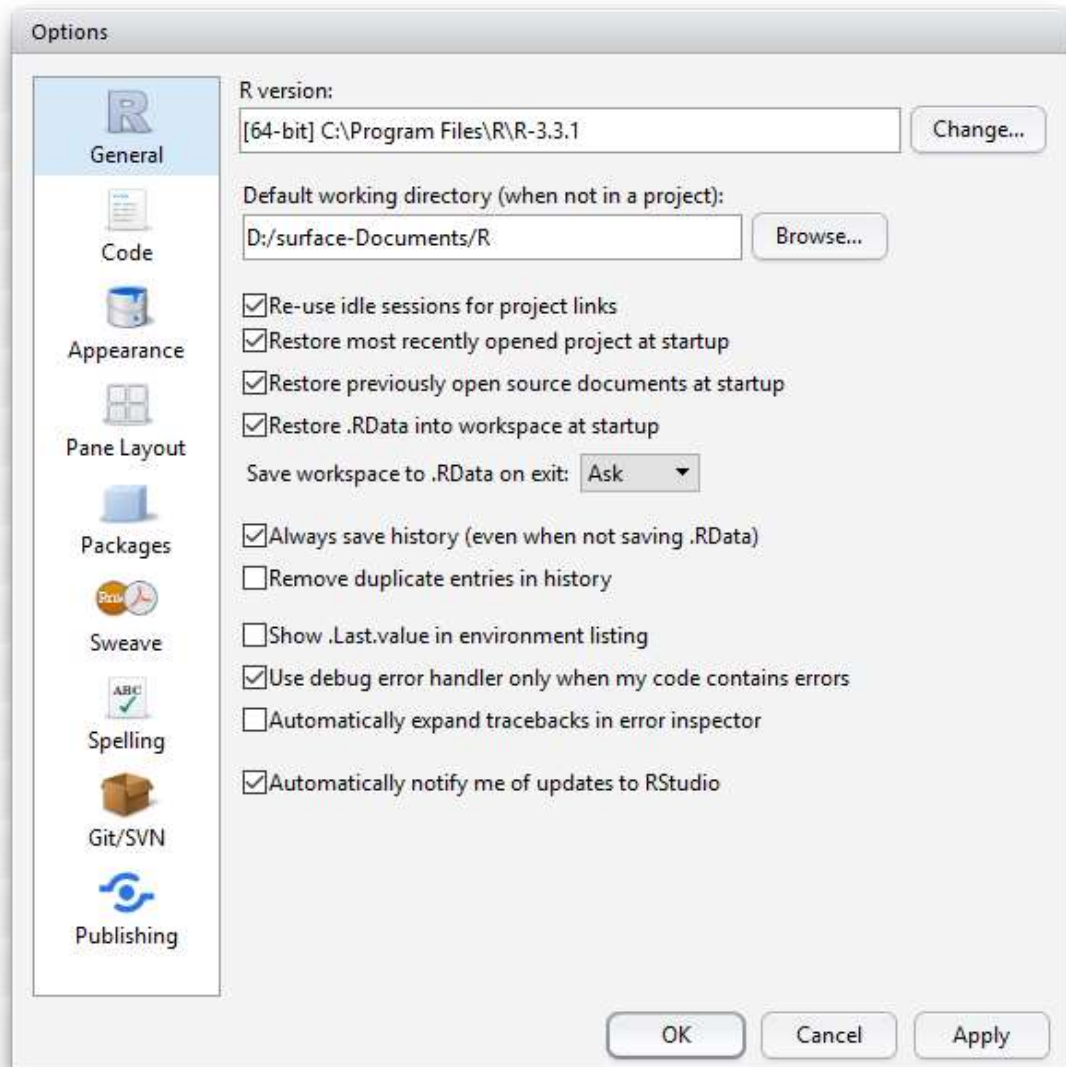 Options
R
General
Code
Appearance
Pane Layout
Packages
Rnw
Sweave
ABC
Spelling
Git/SVN
Publishing
R version:
[64-bit] C:\Program Files\R\R-3.3.1
Change...
Default working directory (when not in a project):
D:/surface-Documents/R
Browse...
Re-use idle sessions for project links
Restore most recently opened project at startup
Restore previously open source documents at startup
Restore .RData into workspace at startup
Save workspace to .RData on exit: Ask
Always save history (even when not saving .RData)
Remove duplicate entries in history
Show .Last.value in environment listing
Use debug error handler only when my code contains errors
Automatically expand tracebacks in error inspector
Automatically notify me of updates to RStudio
OK Cancel Apply